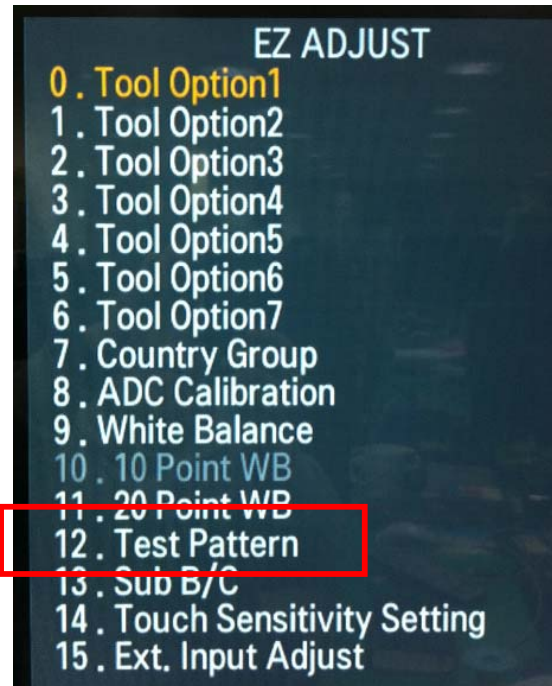 EZ ADJUST
0 . Tool Option1
1 . Tool Option2
2 . Tool Option3
3 . Tool Option4
4 . Tool Option5
5 . Tool Option6
6 . Tool Option7
7 . Country Group
8 . ADC Calibration
9 . White Balance
10 . 10 Point WB
11 . 20 Point WB
12 . Test Pattern
13 . Sub B/C
14 . Touch Sensitivity Setting
15 . Ext. Input Adjust